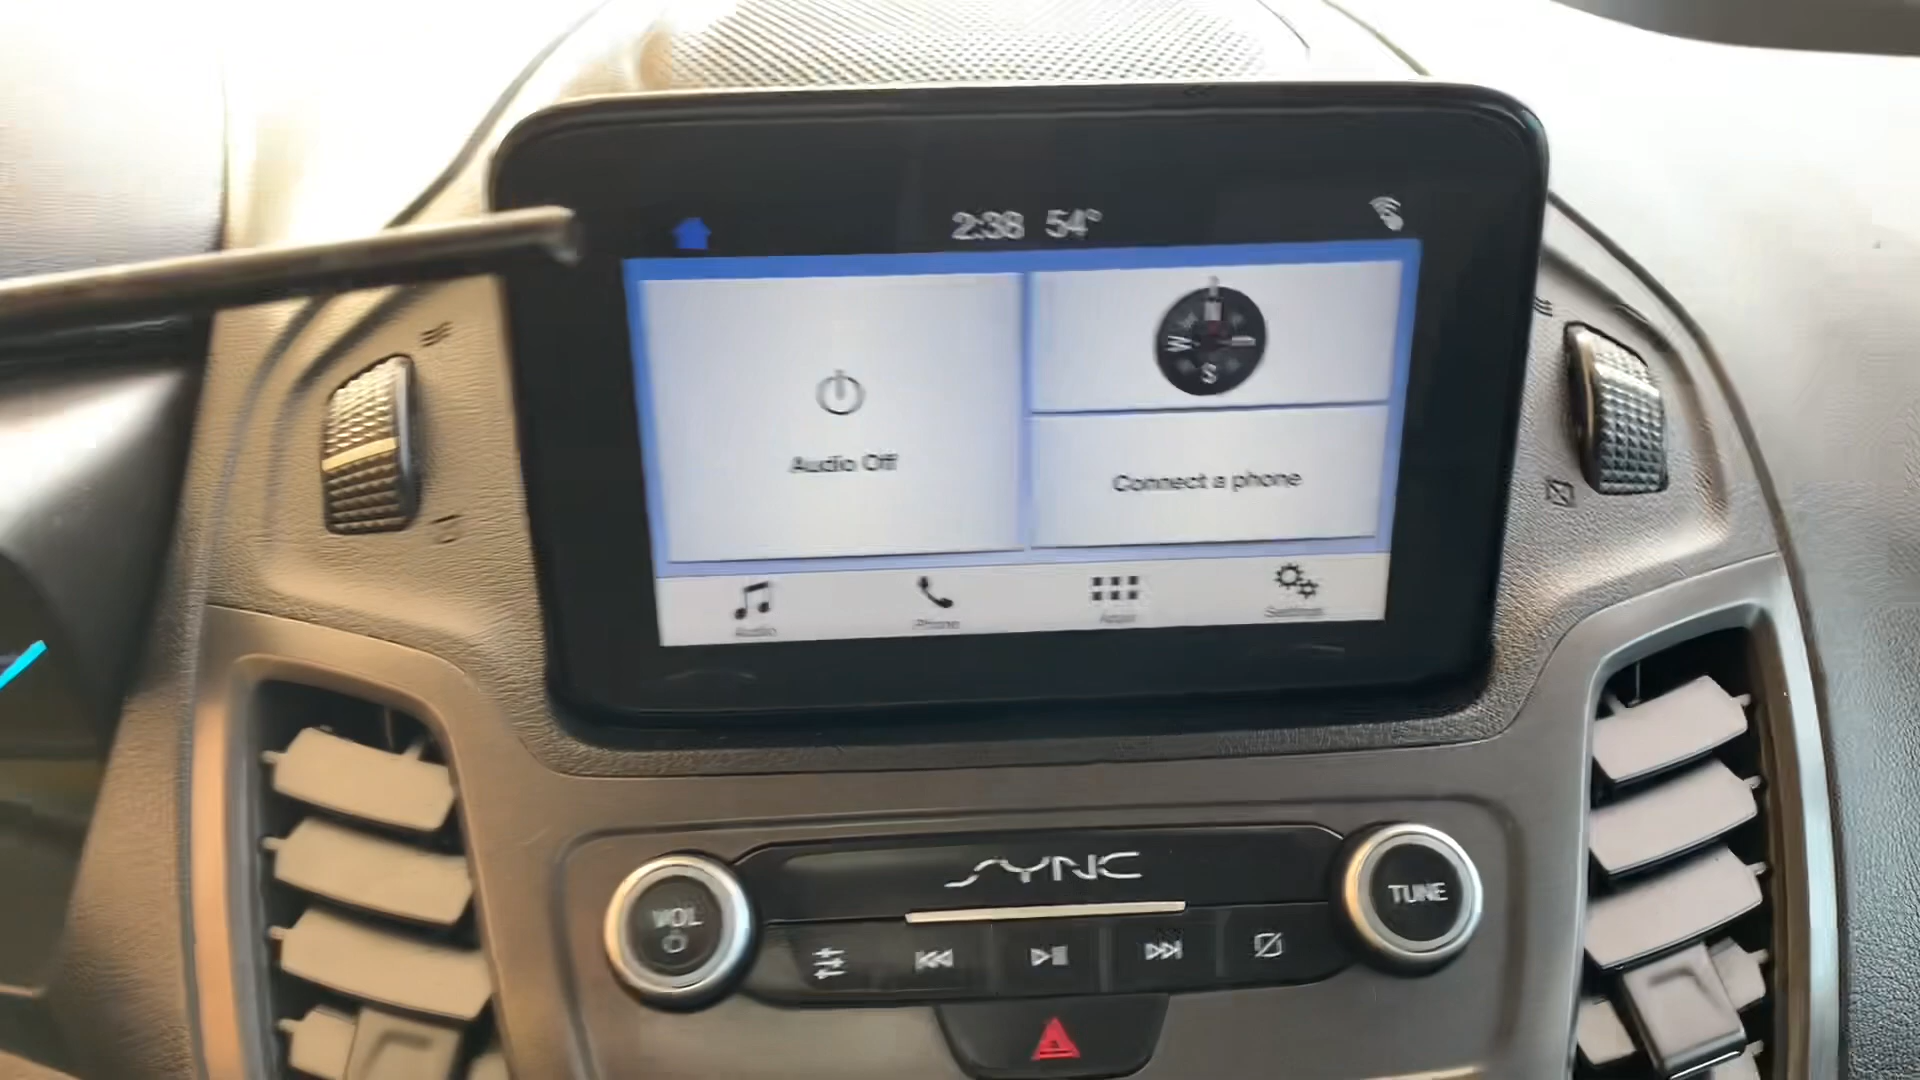 2:38 54°
W
S
Audio Off
Connect a phone
Audio
Phone
Apps
Settings
SYNC
VOL
TUNE